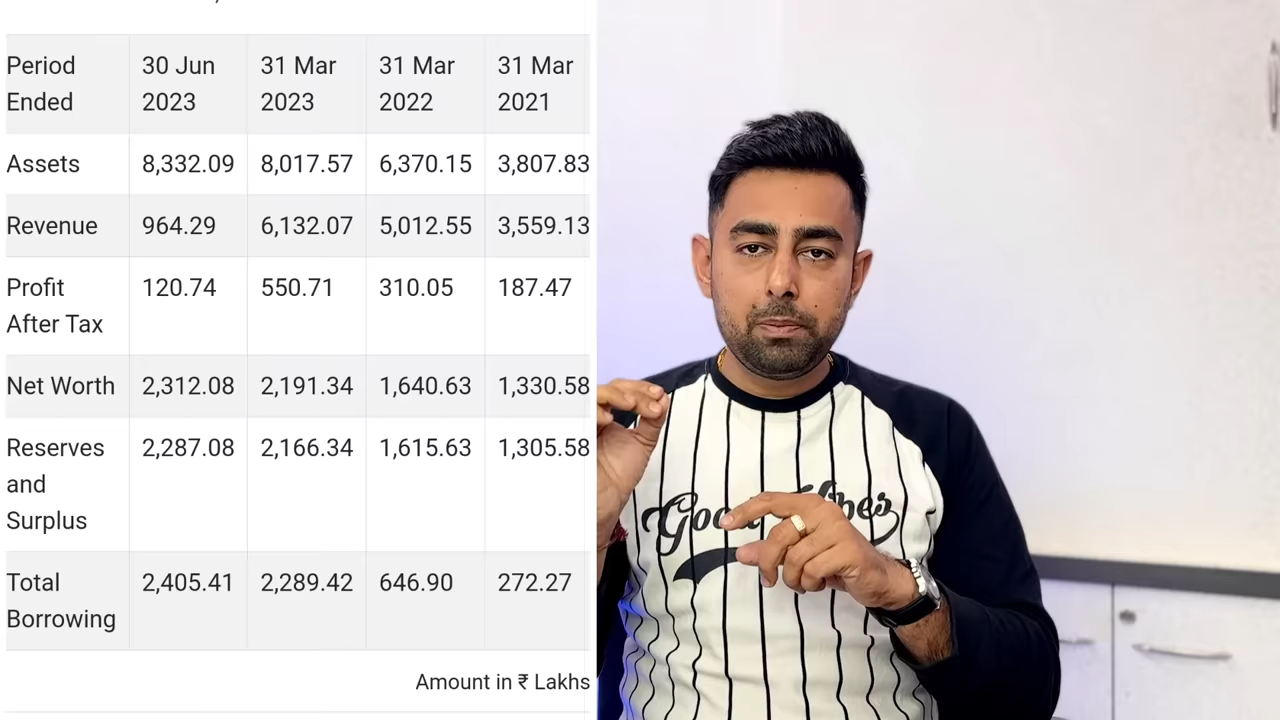 Period Ended 30 Jun 2023 31 Mar 2023 31 Mar 2022 31 Mar 2021
Assets 8,332.09 8,017.57 6,370.15 3,807.83
Revenue 964.29 6,132.07 5,012.55 3,559.13
Profit After Tax 120.74 550.71 310.05 187.47
Net Worth 2,312.08 2,191.34 1,640.63 1,330.58
Reserves and Surplus 2,287.08 2,166.34 1,615.63 1,305.58
Total Borrowing 2,405.41 2,289.42 646.90 272.27
Amount in ₹ Lakhs
Good Vibes